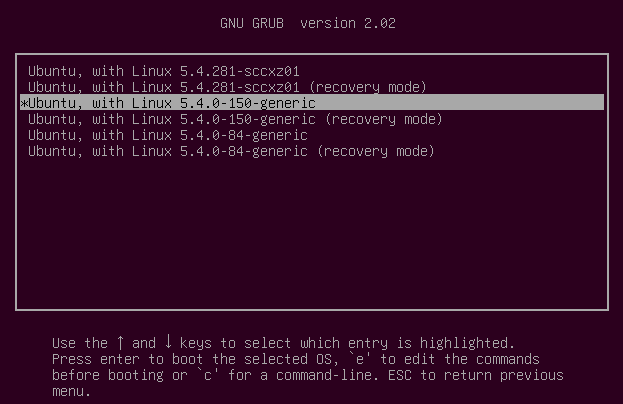 GNU GRUB  version 2.02
Ubuntu, with Linux 5.4.281-sccxz01
Ubuntu, with Linux 5.4.281-sccxz01 (recovery mode)
*Ubuntu, with Linux 5.4.0-150-generic
Ubuntu, with Linux 5.4.0-150-generic (recovery mode)
Ubuntu, with Linux 5.4.0-84-generic
Ubuntu, with Linux 5.4.0-84-generic (recovery mode)
Use the ↑ and ↓ keys to select which entry is highlighted.
Press enter to boot the selected OS, `e' to edit the commands
before booting or `c' for a command-line. ESC to return previous
menu.